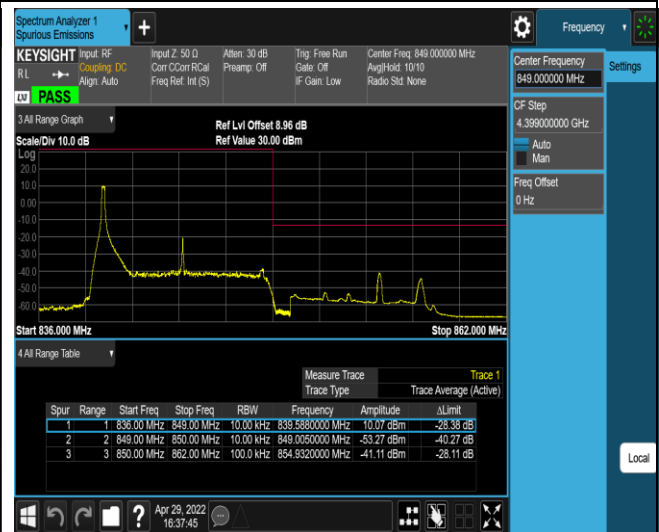 Spectrum Analyzer 1
Spurious Emissions
+
Frequency
KEYSIGHT Input: RF Input Z: 50 Ω Atten: 30 dB Trig: Free Run Center Freq: 849.000000 MHz
RL Coupling: DC Corr CCorr RCal Preamp: Off Gate: Off Avg|Hold: 10/10
Align: Auto Freq Ref: Int (S) IF Gain: Low Radio Std: None
LXI PASS
Center Frequency
849.000000 MHz
Settings
CF Step
4.399000000 GHz
Auto
Man
Freq Offset
0 Hz
3 All Range Graph
Ref Lvl Offset 8.96 dB
Scale/Div 10.0 dB Ref Value 30.00 dBm
Log
20.0
10.0
0.00
-10.0
-20.0
-30.0
-40.0
-50.0
-60.0
Start 836.000 MHz Stop 862.000 MHz
4 All Range Table
Measure Trace Trace 1
Trace Type Trace Average (Active)
Spur Range Start Freq Stop Freq RBW Frequency Amplitude ΔLimit
1 1 836.00 MHz 849.00 MHz 10.00 kHz 839.5880000 MHz 10.07 dBm -28.38 dB
2 2 849.00 MHz 850.00 MHz 10.00 kHz 849.0050000 MHz -53.27 dBm -40.27 dB
3 3 850.00 MHz 862.00 MHz 100.0 kHz 854.9320000 MHz -41.11 dBm -28.11 dB
Local
? Apr 29, 2022
16:37:45